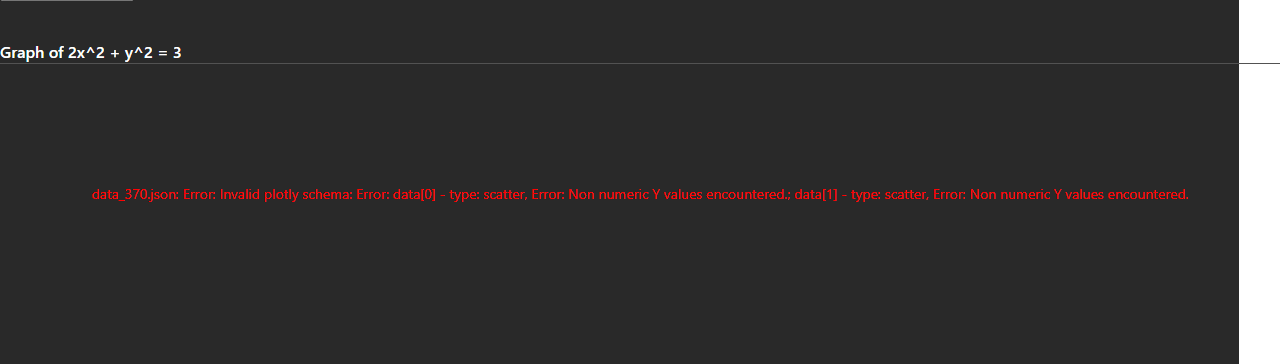 Graph of 2x^2 + y^2 = 3
data_370.json: Error: Invalid plotly schema: Error: data[0] - type: scatter, Error: Non numeric Y values encountered.; data[1] - type: scatter, Error: Non numeric Y values encountered.